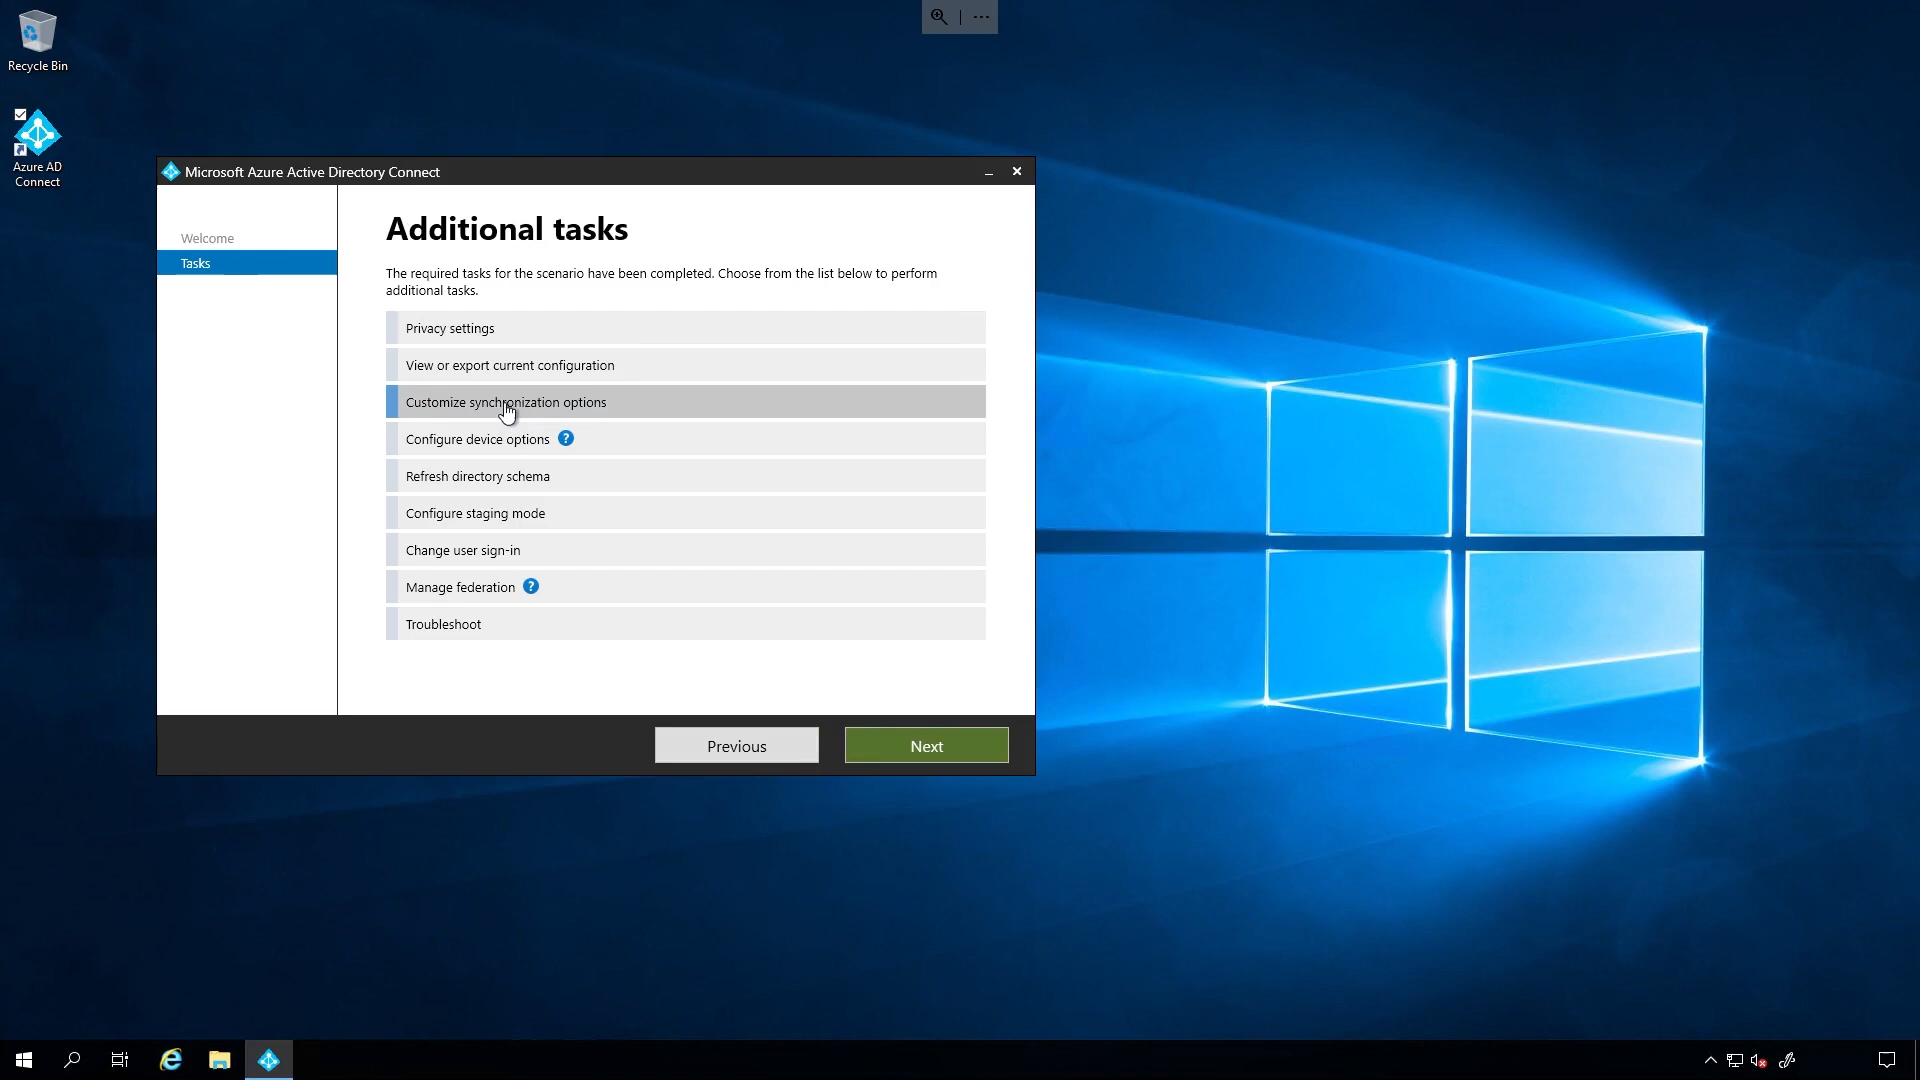 Recycle Bin
Azure AD
Connect
Microsoft Azure Active Directory Connect
Welcome
Tasks
Additional tasks
The required tasks for the scenario have been completed. Choose from the list below to perform
additional tasks.
Privacy settings
View or export current configuration
Customize synchronization options
Configure device options ?
Refresh directory schema
Configure staging mode
Change user sign-in
Manage federation ?
Troubleshoot
Previous
Next